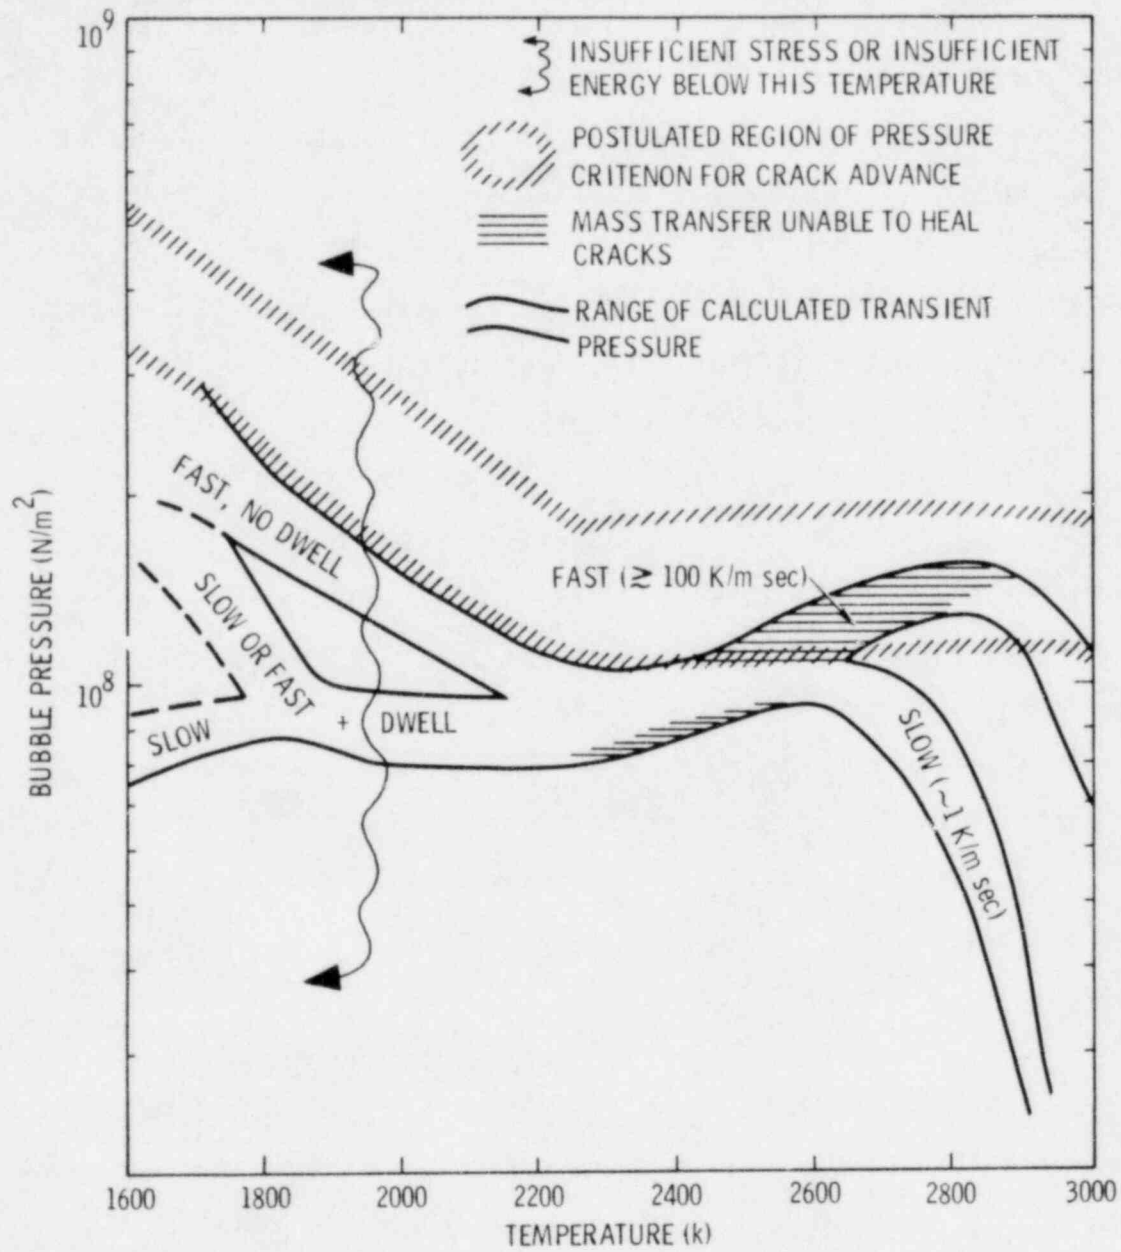 10^9
INSUFFICIENT STRESS OR INSUFFICIENT
ENERGY BELOW THIS TEMPERATURE
POSTULATED REGION OF PRESSURE
CRITENON FOR CRACK ADVANCE
MASS TRANSFER UNABLE TO HEAL
CRACKS
RANGE OF CALCULATED TRANSIENT
PRESSURE
FAST, NO DWELL
FAST (≳ 100 K/m sec)
SLOW OR FAST
+ DWELL
SLOW
SLOW (~1 K/m sec)
10^8
BUBBLE PRESSURE (N/m^2)
1600 1800 2000 2200 2400 2600 2800 3000
TEMPERATURE (k)